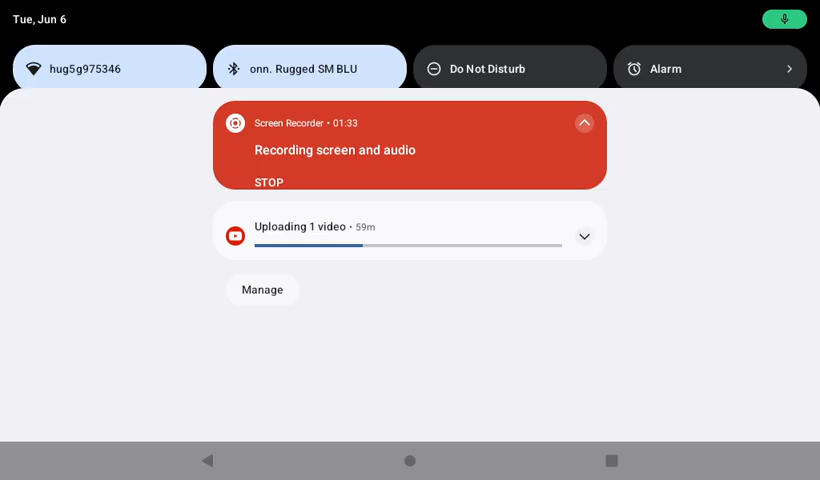 Tue, Jun 6
hug5g975346
onn. Rugged SM BLU
Do Not Disturb
Alarm
Screen Recorder • 01:33
Recording screen and audio
STOP
Uploading 1 video • 59m
Manage